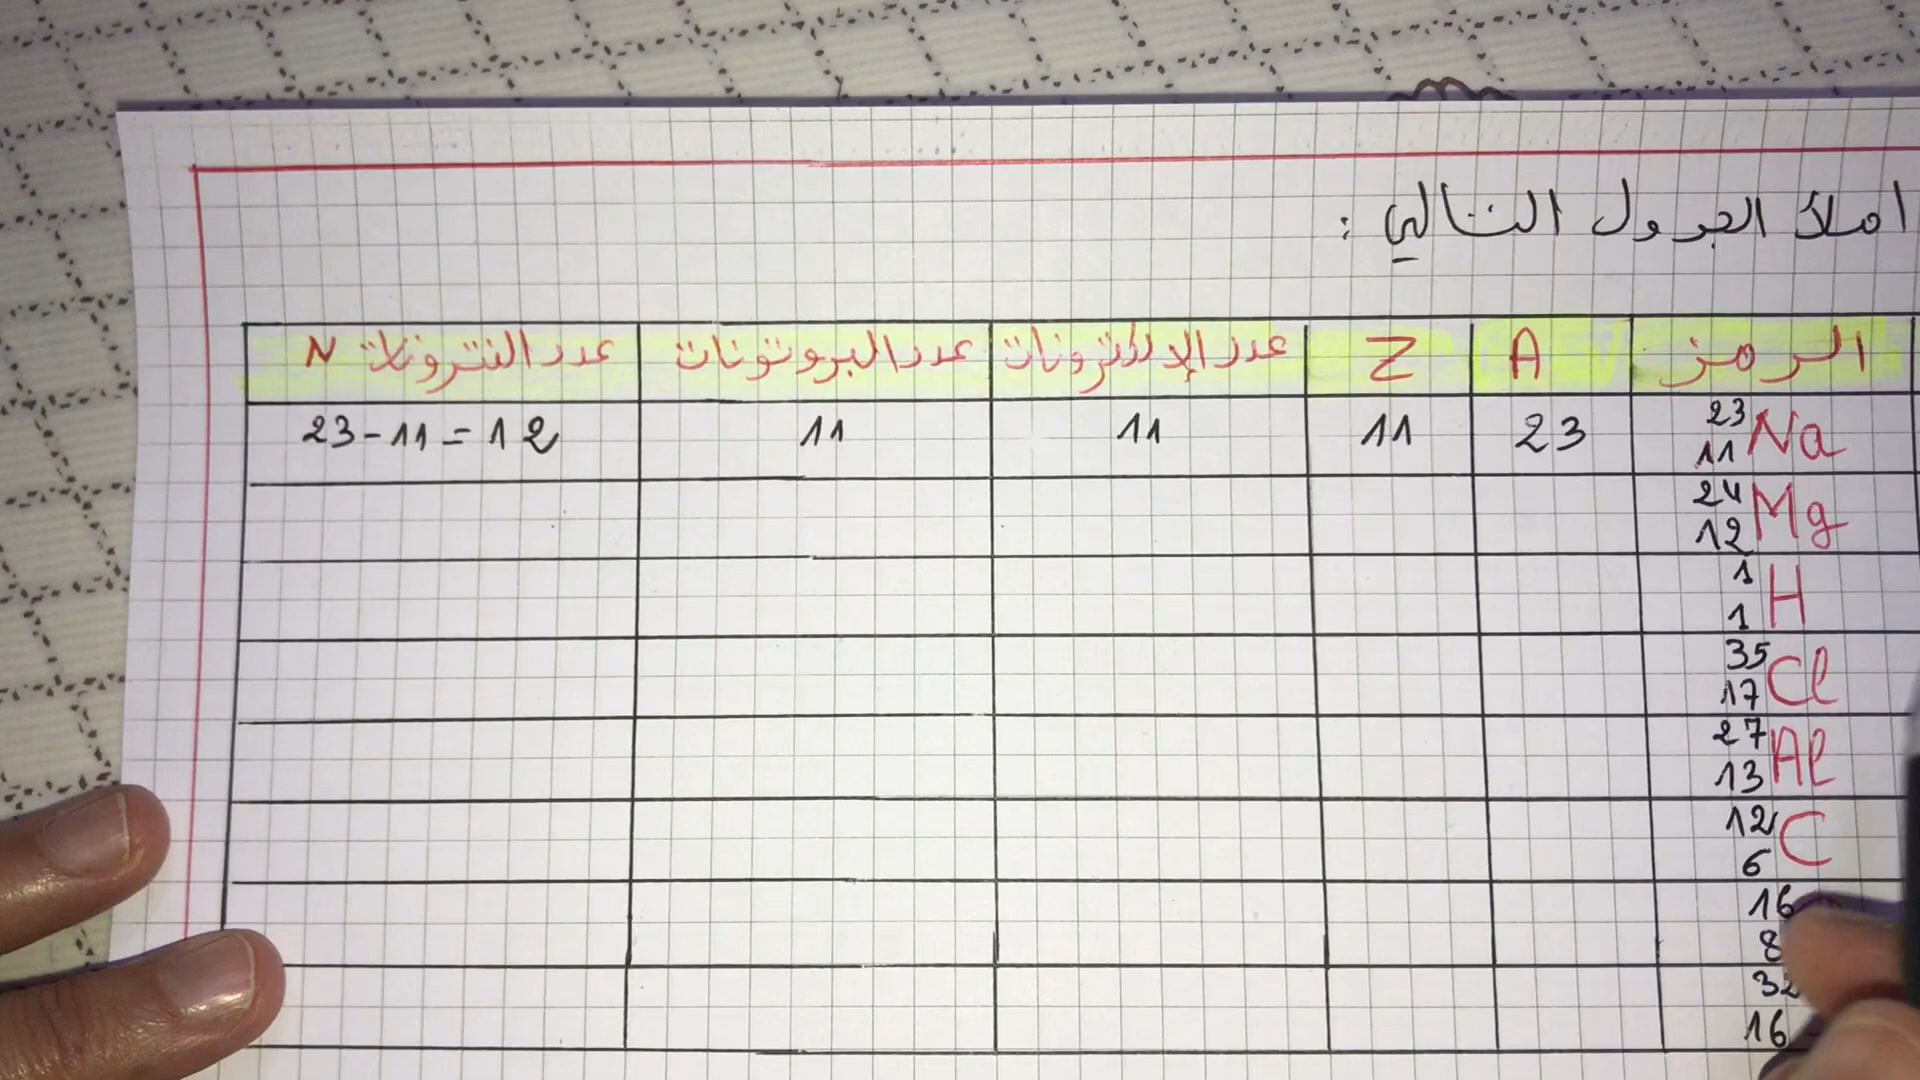 املأ الجدول التالي :
الرمز A Z عدد الإلكترونات عدد البروتونات عدد النترونات N
23 11 Na 23 11 11 11 23-11=12
24 12 Mg
1 1 H
35 17 Cl
27 13 Al
12 6 C
16 8
32 16